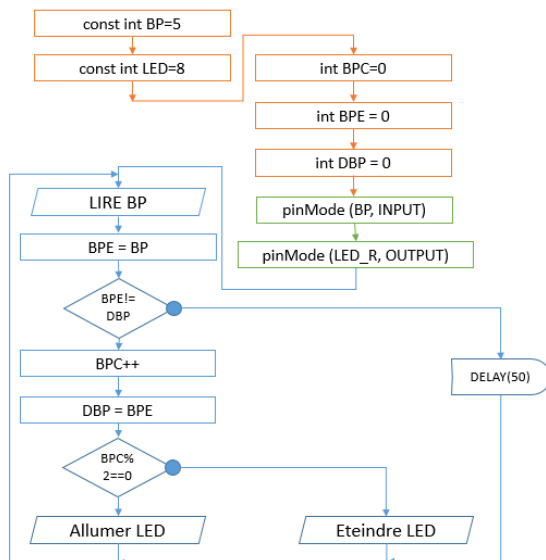 const int BP=5
const int LED=8
int BPC=0
int BPE = 0
int DBP = 0
pinMode (BP, INPUT)
pinMode (LED_R, OUTPUT)
LIRE BP
BPE = BP
BPE!=
DBP
BPC++
DELAY(50)
DBP = BPE
BPC%
2==0
Allumer LED
Eteindre LED